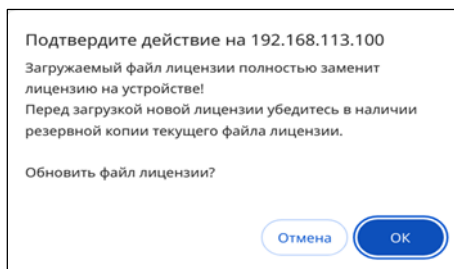 Подтвердите действие на 192.168.113.100
Загружаемый файл лицензии полностью заменит
лицензию на устройстве!
Перед загрузкой новой лицензии убедитесь в наличии
резервной копии текущего файла лицензии.
Обновить файл лицензии?
Отмена
ОК